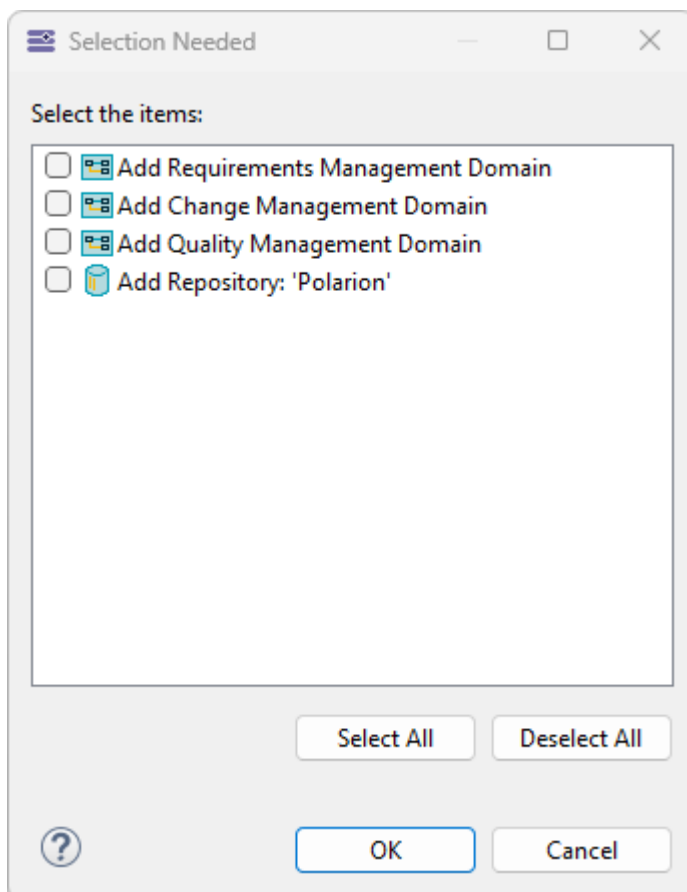 Selection Needed
Select the items:
Add Requirements Management Domain
Add Change Management Domain
Add Quality Management Domain
Add Repository: 'Polarion'
Select All
Deselect All
?
OK
Cancel